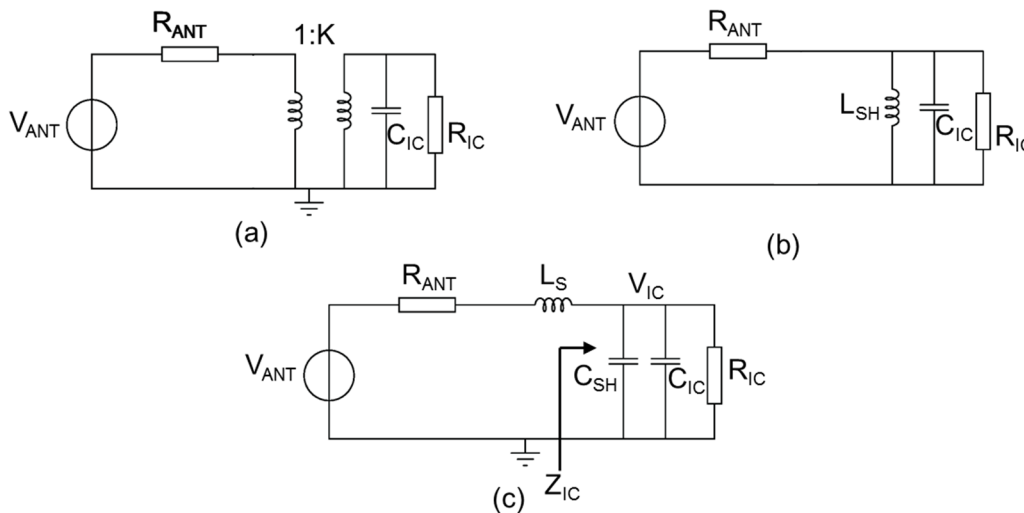 R_ANT
1:K
V_ANT
C_IC
R_IC
(a)
R_ANT
V_ANT
L_SH
C_IC
R_IC
(b)
R_ANT
L_S
V_IC
V_ANT
C_SH
C_IC
R_IC
Z_IC
(c)